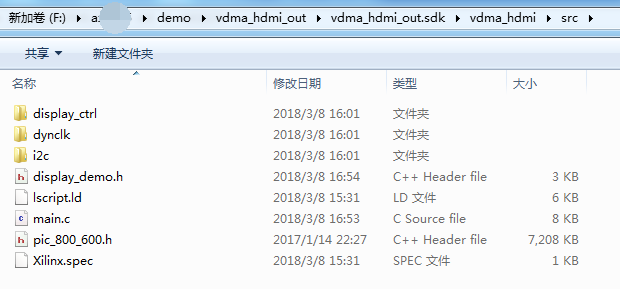 新加卷 (F:) ▸ a ▸ demo ▸ vdma_hdmi_out ▸ vdma_hdmi_out.sdk ▸ vdma_hdmi ▸ src ▸
共享 新建文件夹
名称 修改日期 类型 大小
display_ctrl 2018/3/8 16:01 文件夹
dynclk 2018/3/8 16:01 文件夹
i2c 2018/3/8 16:01 文件夹
display_demo.h 2018/3/8 16:54 C++ Header file 3 KB
lscript.ld 2018/3/8 15:31 LD 文件 6 KB
main.c 2018/3/8 16:53 C Source file 8 KB
pic_800_600.h 2017/1/14 22:27 C++ Header file 7,208 KB
Xilinx.spec 2018/3/8 15:31 SPEC 文件 1 KB